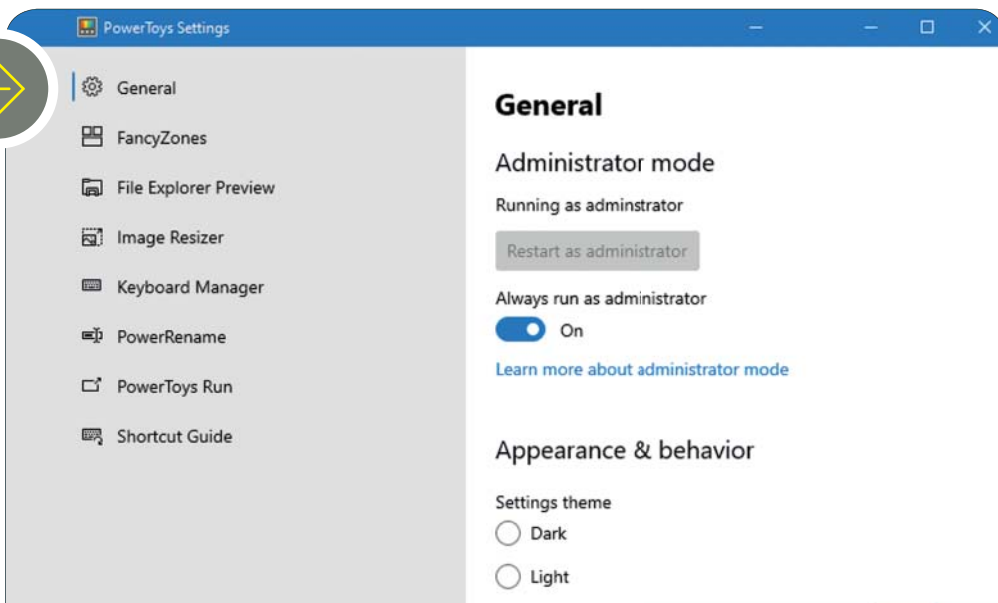 PowerToys Settings
General
FancyZones
File Explorer Preview
Image Resizer
Keyboard Manager
PowerRename
PowerToys Run
Shortcut Guide
General
Administrator mode
Running as adminstrator
Restart as administrator
Always run as administrator
On
Learn more about administrator mode
Appearance & behavior
Settings theme
Dark
Light